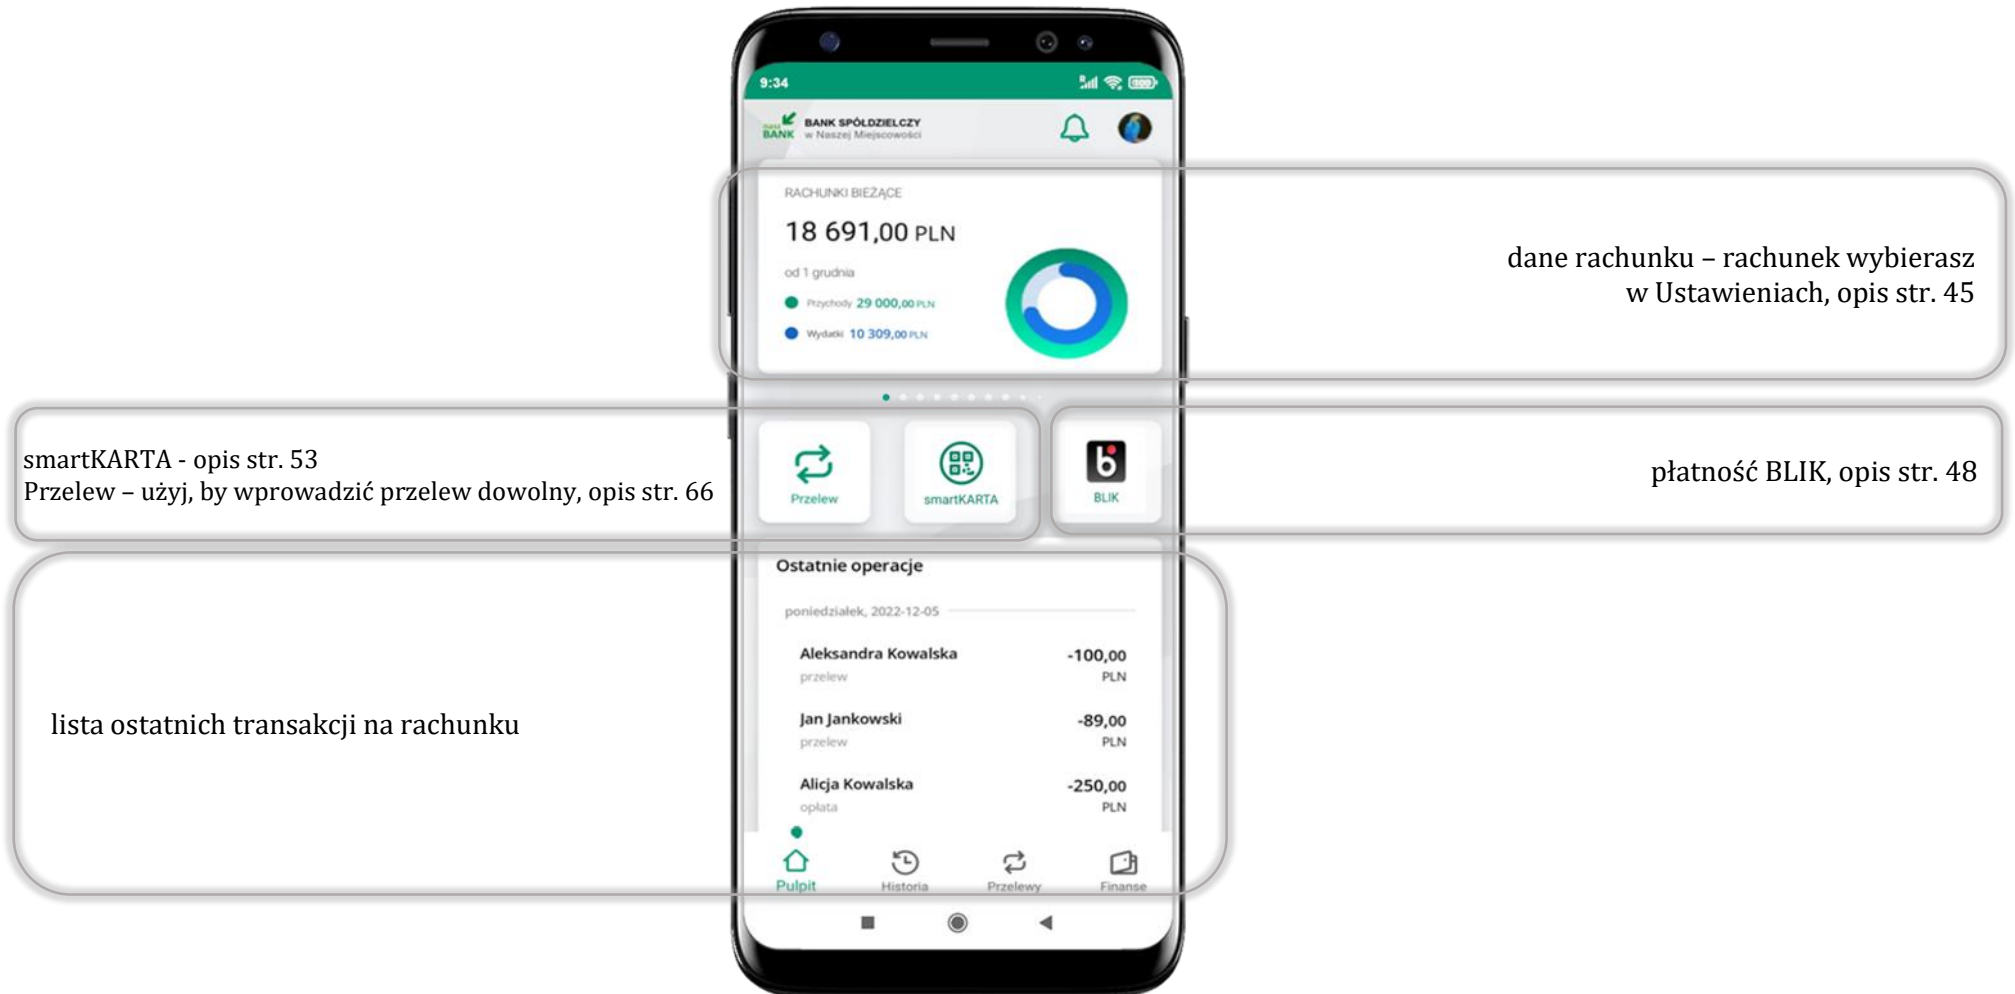 9:34
nasz BANK
BANK SPÓŁDZIELCZY
w Naszej Miejscowości
RACHUNKI BIEŻĄCE
18 691,00 PLN
od 1 grudnia
Przychody 29 000,00 PLN
Wydatki 10 309,00 PLN
dane rachunku – rachunek wybierasz
w Ustawieniach, opis str. 45
smartKARTA - opis str. 53
Przelew – użyj, by wprowadzić przelew dowolny, opis str. 66
Przelew
smartKARTA
BLIK
płatność BLIK, opis str. 48
Ostatnie operacje
poniedziałek, 2022-12-05
Aleksandra Kowalska -100,00
przelew PLN
Jan Jankowski -89,00
przelew PLN
Alicja Kowalska -250,00
opłata PLN
lista ostatnich transakcji na rachunku
Pulpit Historia Przelewy Finanse